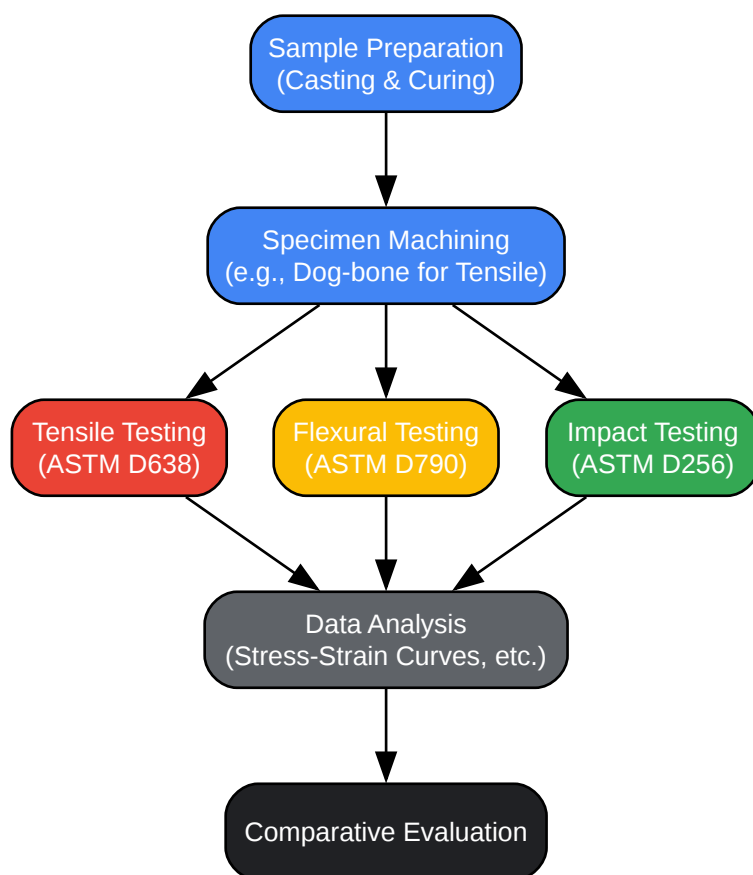 Sample Preparation
(Casting & Curing)
Specimen Machining
(e.g., Dog-bone for Tensile)
Tensile Testing
(ASTM D638)
Flexural Testing
(ASTM D790)
Impact Testing
(ASTM D256)
Data Analysis
(Stress-Strain Curves, etc.)
Comparative Evaluation